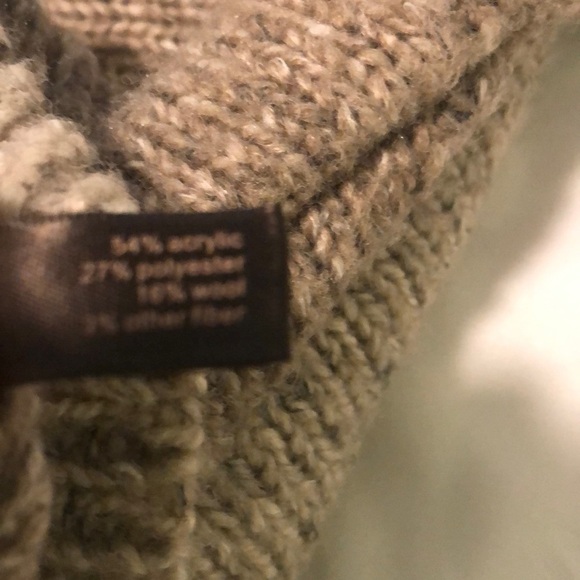 54% acrylic
27% polyester
16% wool
3% other fiber